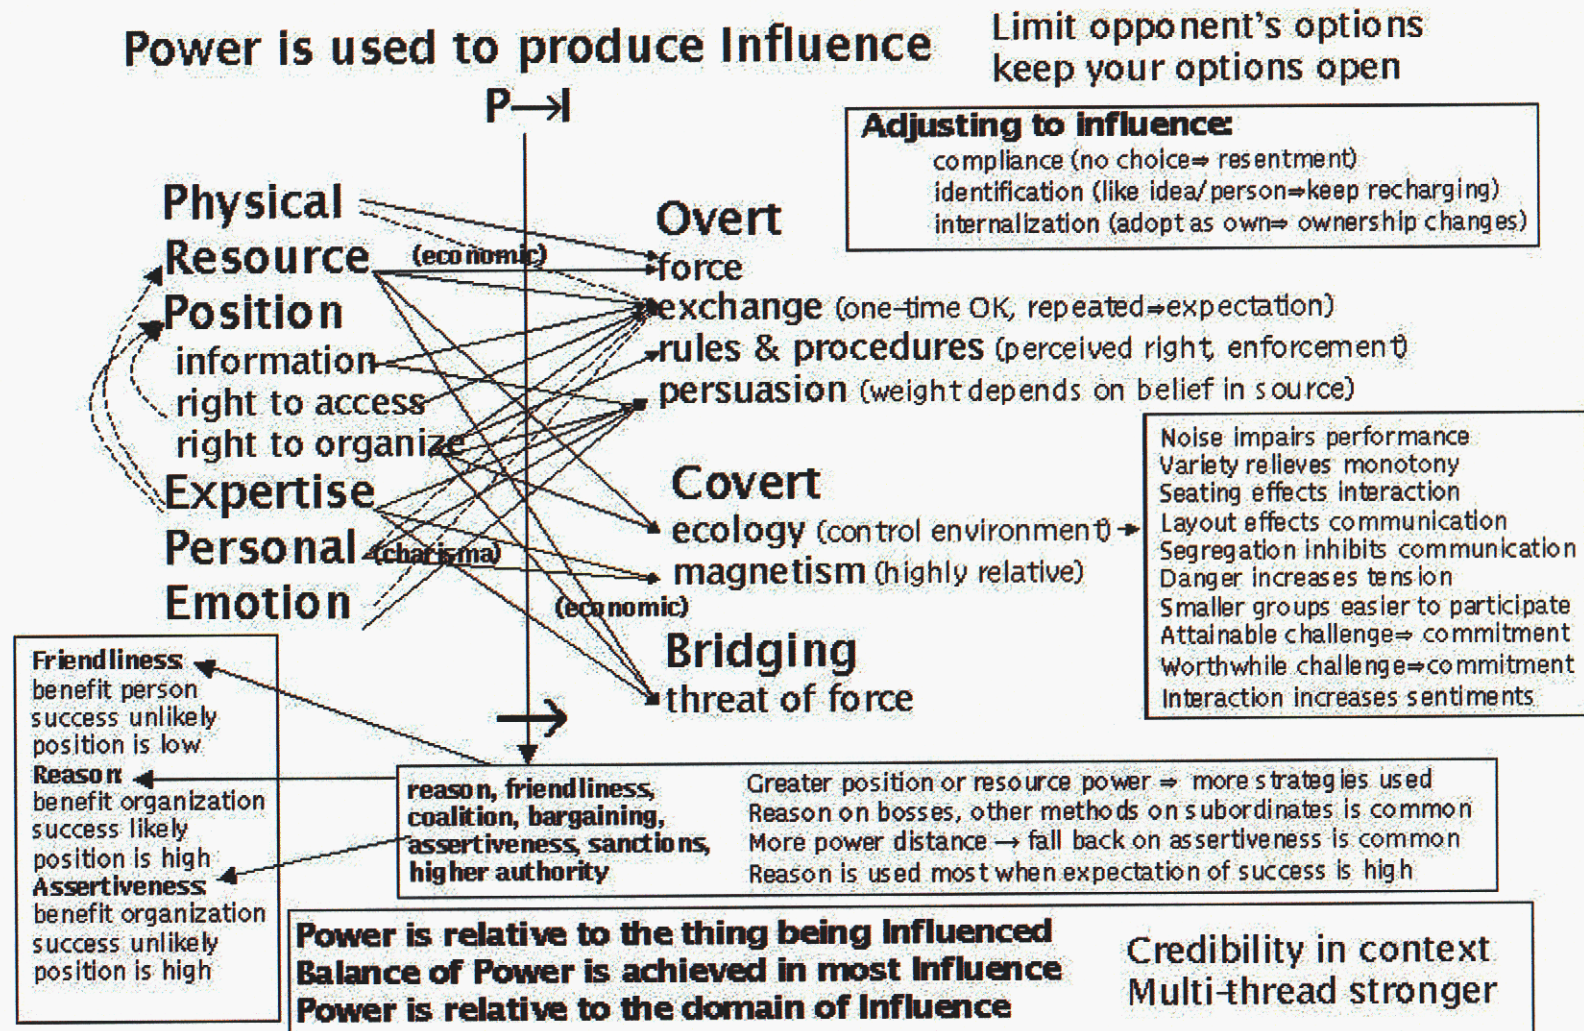 Power is used to produce Influence
Limit opponent's options
keep your options open
P→I
Adjusting to influence:
compliance (no choice⇒ resentment)
identification (like idea/person⇒keep recharging)
internalization (adopt as own⇒ ownership changes)
Physical
Resource
(economic)
Position
information
right to access
right to organize
Expertise
Personal
(charisma)
Emotion
Overt
force
exchange (one-time OK, repeated⇒expectation)
rules & procedures (perceived right, enforcement)
persuasion (weight depends on belief in source)
Covert
ecology (control environment)
magnetism (highly relative)
(economic)
Bridging
threat of force
Noise impairs performance
Variety relieves monotony
Seating effects interaction
Layout effects communication
Segregation inhibits communication
Danger increases tension
Smaller groups easier to participate
Attainable challenge⇒ commitment
Worthwhile challenge⇒commitment
Interaction increases sentiments
Friendliness:
benefit person
success unlikely
position is low
Reason:
benefit organization
success likely
position is high
Assertiveness:
benefit organization
success unlikely
position is high
reason, friendliness,
coalition, bargaining,
assertiveness, sanctions,
higher authority
Greater position or resource power ⇒ more strategies used
Reason on bosses, other methods on subordinates is common
More power distance → fall back on assertiveness is common
Reason is used most when expectation of success is high
Power is relative to the thing being Influenced
Balance of Power is achieved in most Influence
Power is relative to the domain of Influence
Credibility in context
Multi-thread stronger